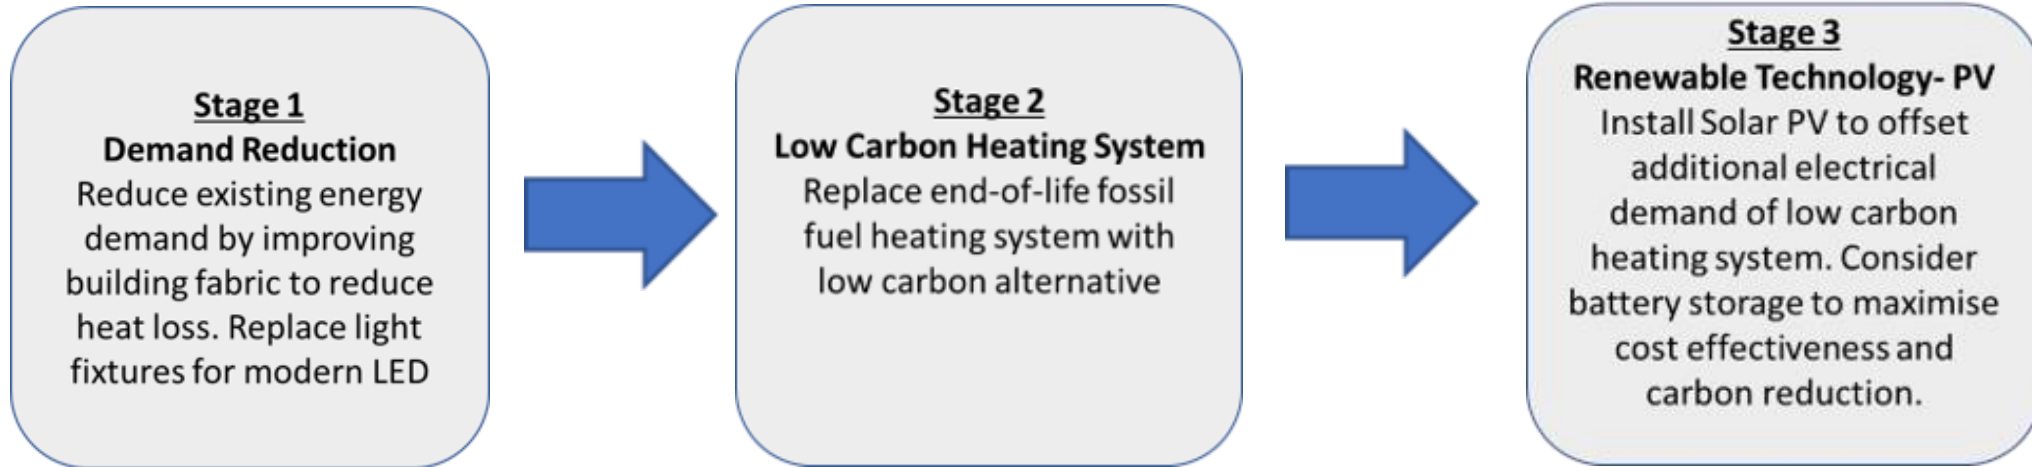 Stage 1
Demand Reduction
Reduce existing energy
demand by improving
building fabric to reduce
heat loss. Replace light
fixtures for modern LED
Stage 2
Low Carbon Heating System
Replace end-of-life fossil
fuel heating system with
low carbon alternative
Stage 3
Renewable Technology- PV
Install Solar PV to offset
additional electrical
demand of low carbon
heating system. Consider
battery storage to maximise
cost effectiveness and
carbon reduction.